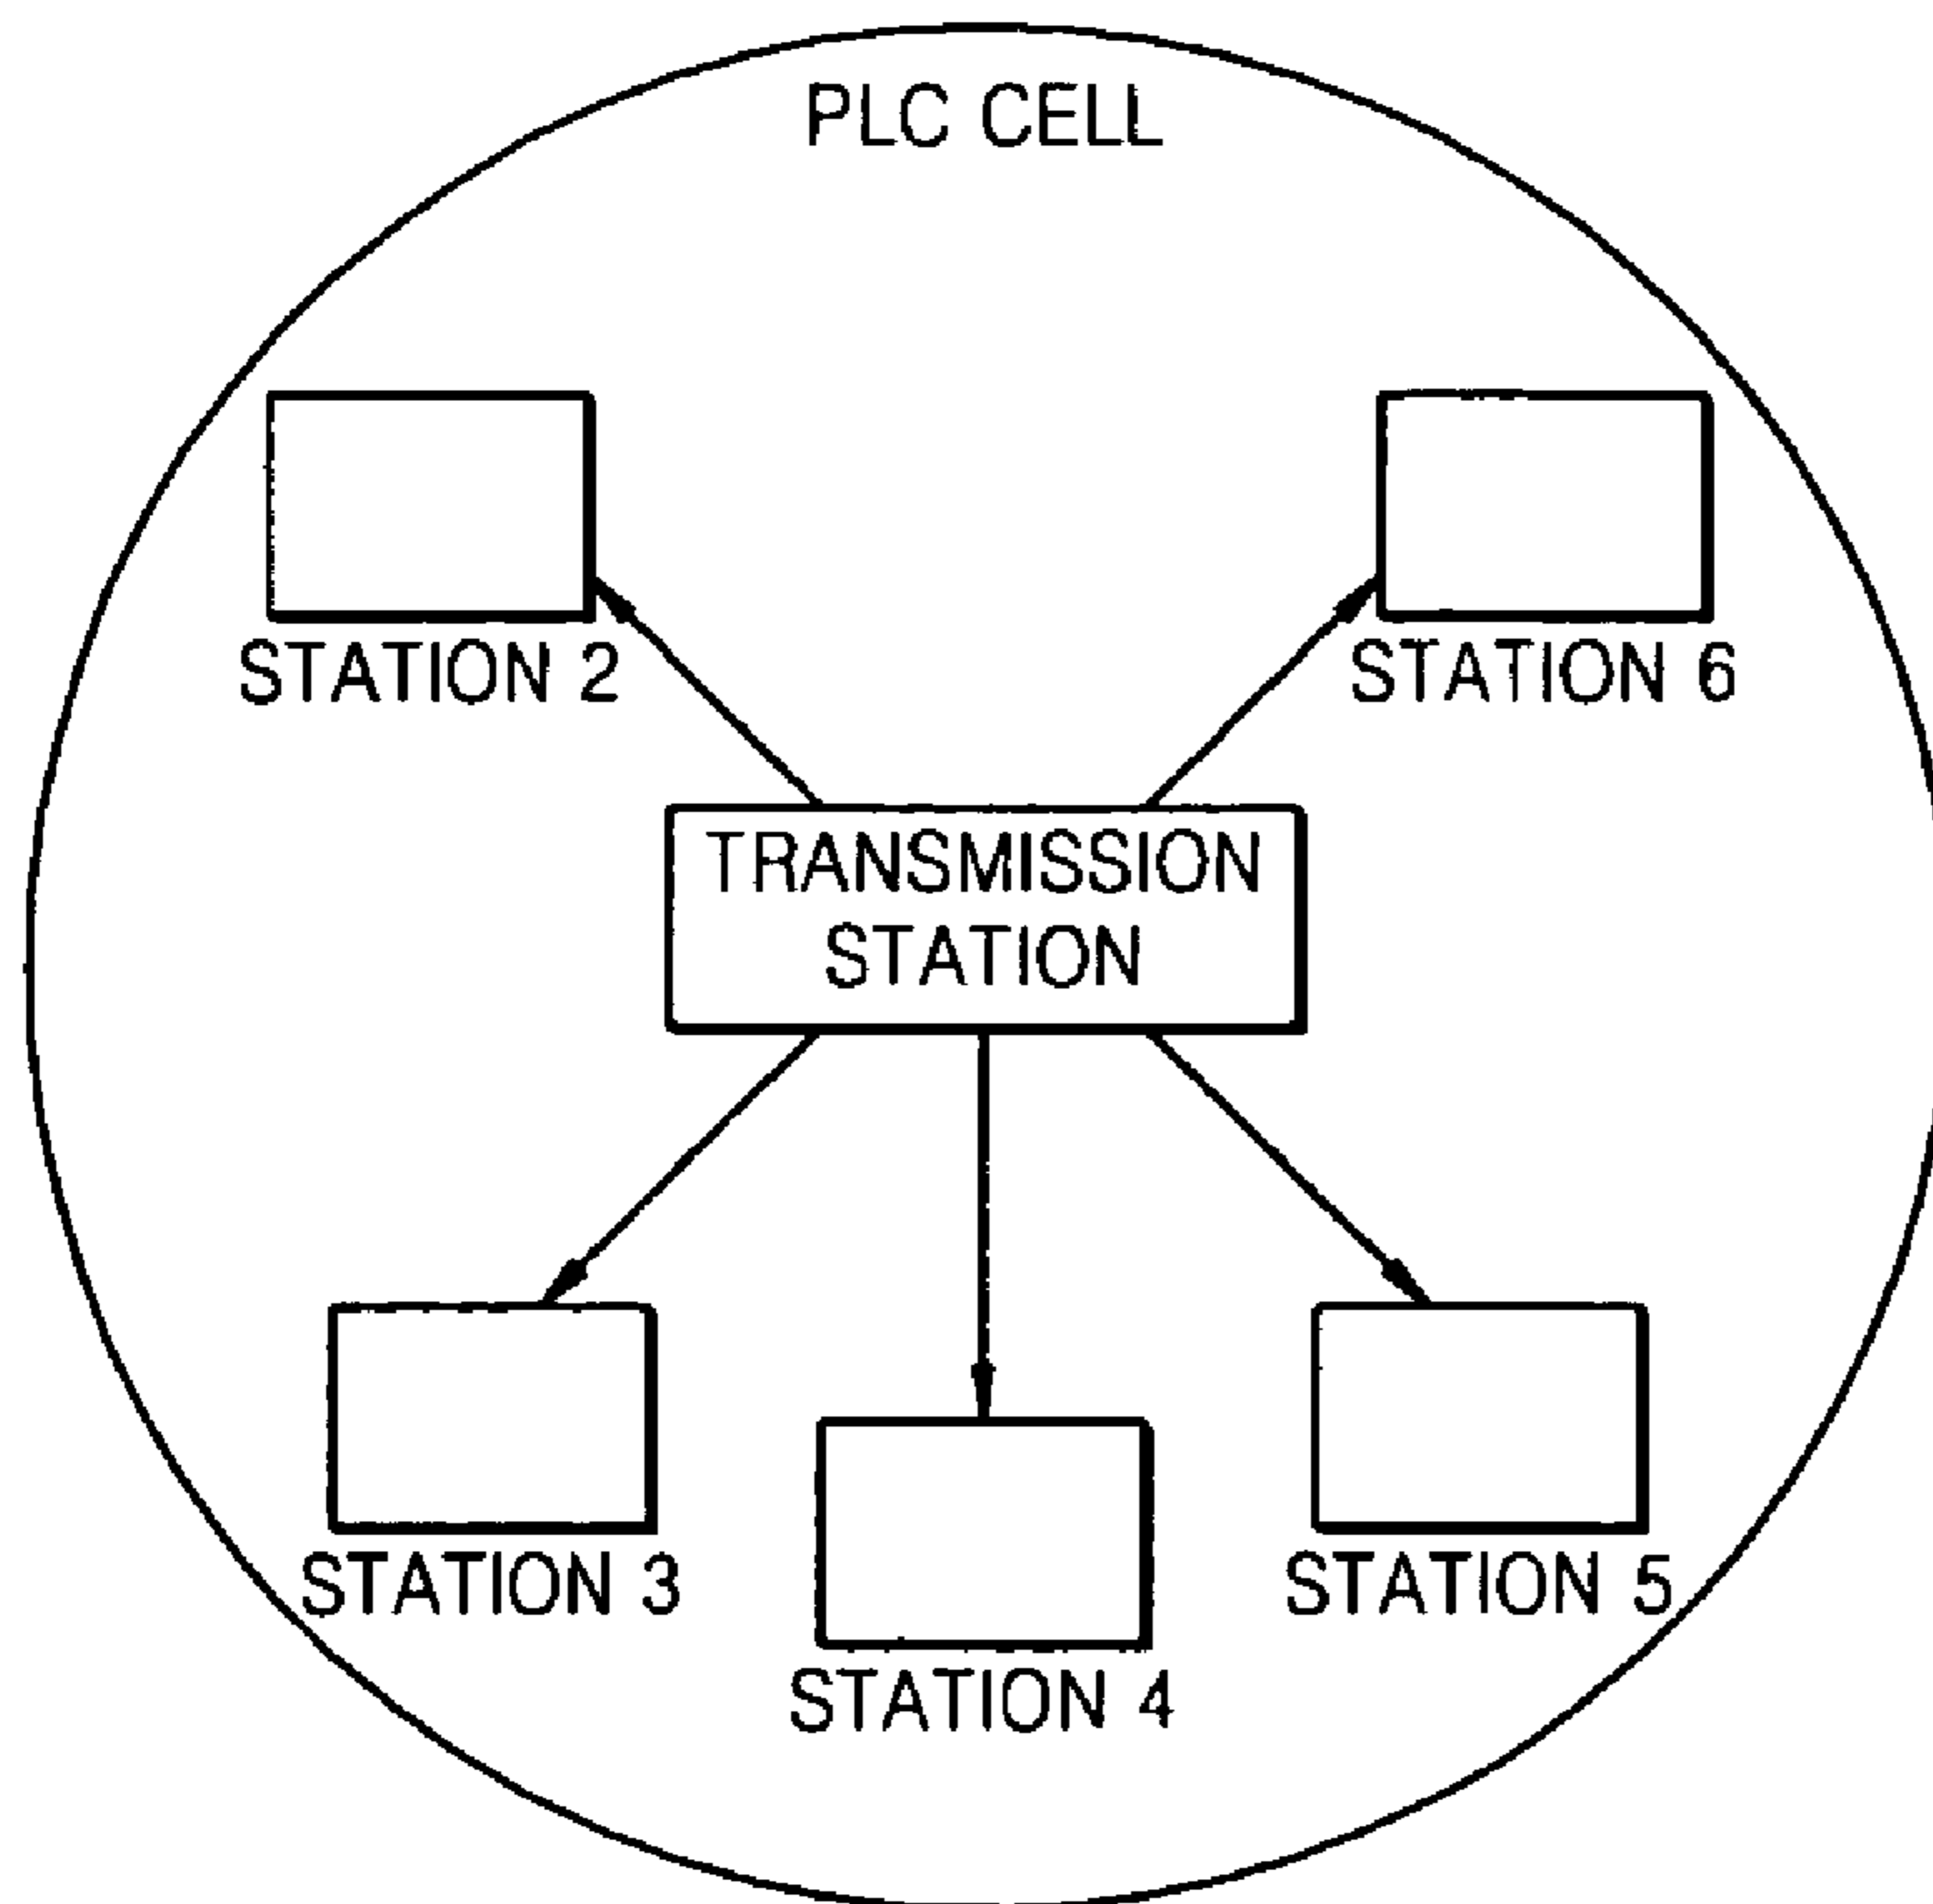 PLC CELL
STATION 2
STATION 6
TRANSMISSION
STATION
STATION 3
STATION 5
STATION 4